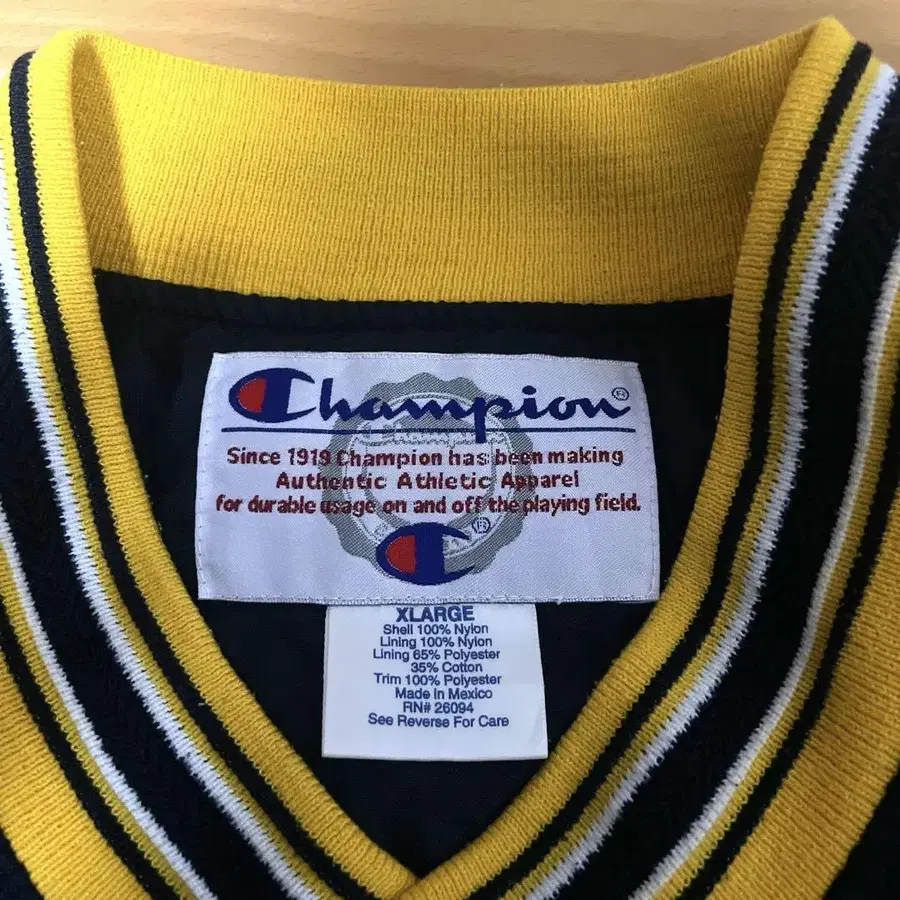 Champion®
Since 1919 Champion has been making
Authentic Athletic Apparel
for durable usage on and off the playing field.
®
XLARGE
Shell 100% Nylon
Lining 100% Nylon
Lining 65% Polyester
35% Cotton
Trim 100% Polyester
Made In Mexico
RN# 26094
See Reverse For Care